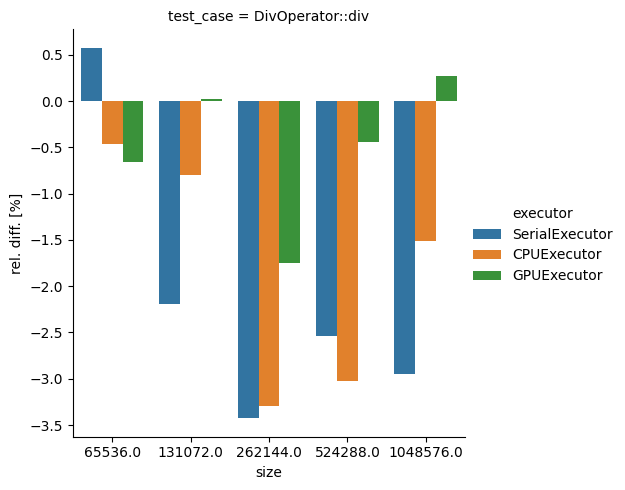 test_case = DivOperator::div
rel. diff. [%]
0.5
0.0
−0.5
−1.0
−1.5
−2.0
−2.5
−3.0
−3.5
65536.0 131072.0 262144.0 524288.0 1048576.0
size
executor
SerialExecutor
CPUExecutor
GPUExecutor